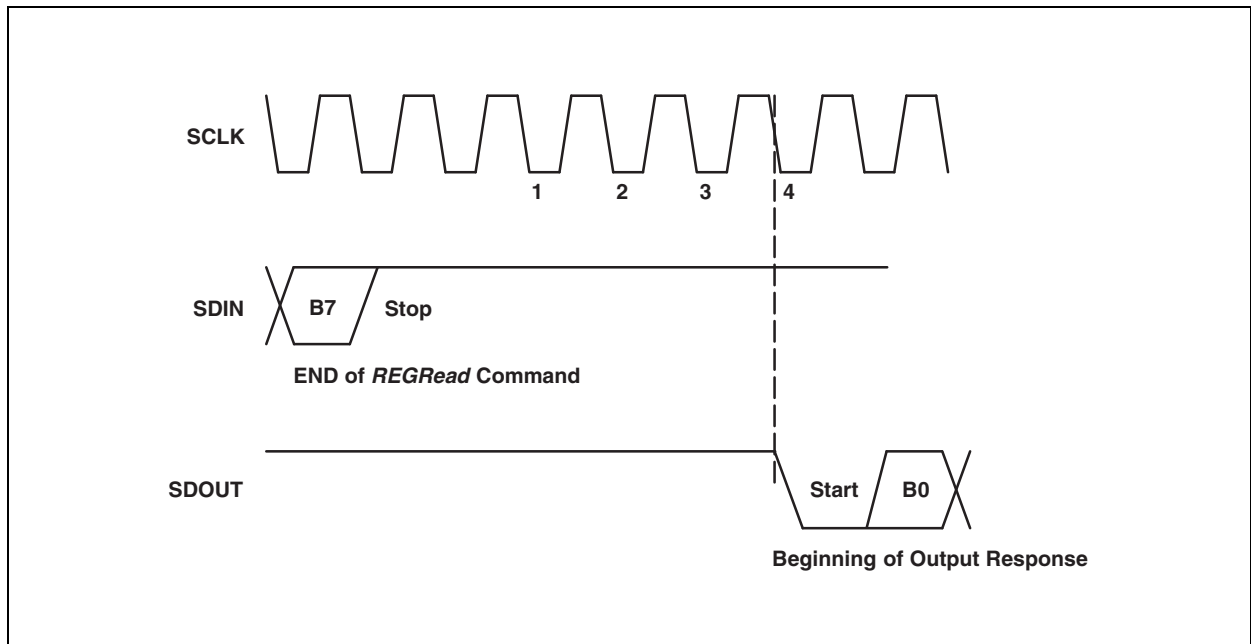 SCLK
1 2 3 4
SDIN
B7 Stop
END of REGRead Command
SDOUT
Start B0
Beginning of Output Response